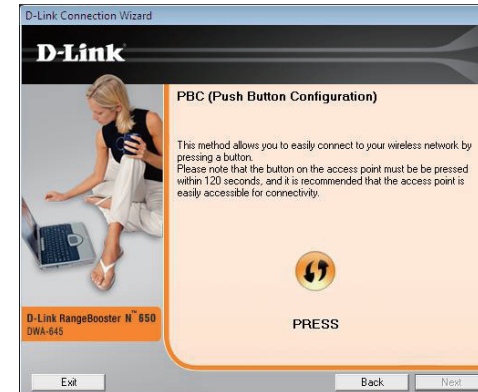 D-Link Connection Wizard
D-Link
PBC (Push Button Configuration)
This method allows you to easily connect to your wireless network by
pressing a button.
Please note that the button on the access point must be be pressed
within 120 seconds, and it is recommended that the access point is
easily accessible for connectivity.
PRESS
D-Link RangeBooster N™ 650
DWA-645
Exit
Back
Next